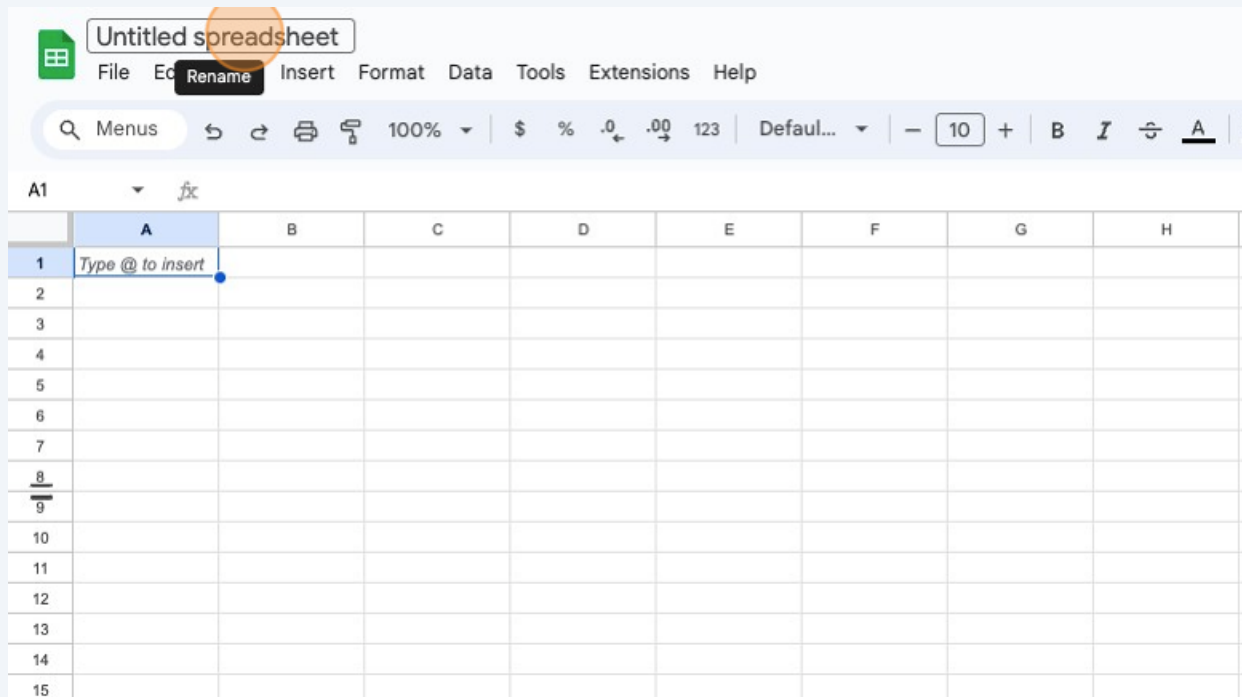 Untitled spreadsheet
File Ed Insert Format Data Tools Extensions Help
Rename
Menus 100% $ % .0 .00 123 Defaul... 10 B I S A
A1 fx
A B C D E F G H
1 Type @ to insert
2
3
4
5
6
7
8
9
10
11
12
13
14
15